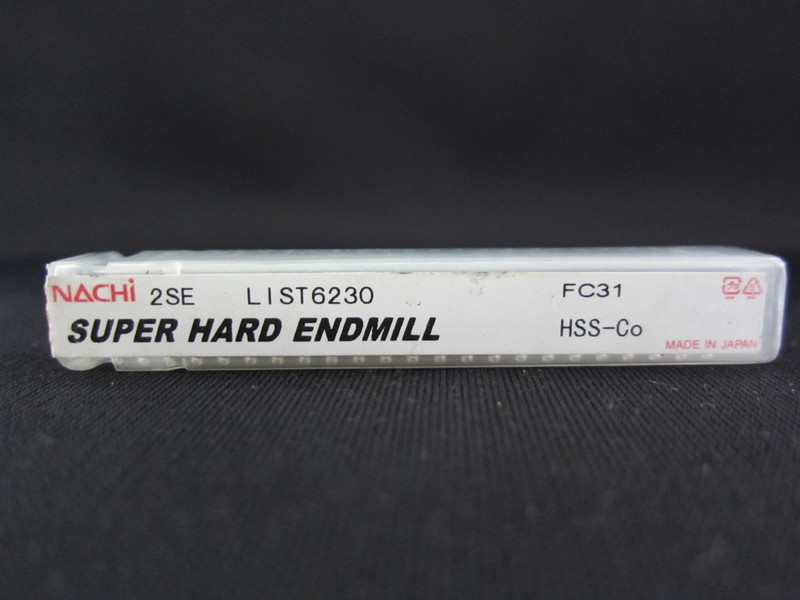 NACHi 2SE LIST6230 FC31
SUPER HARD ENDMILL HSS-Co
MADE IN JAPAN